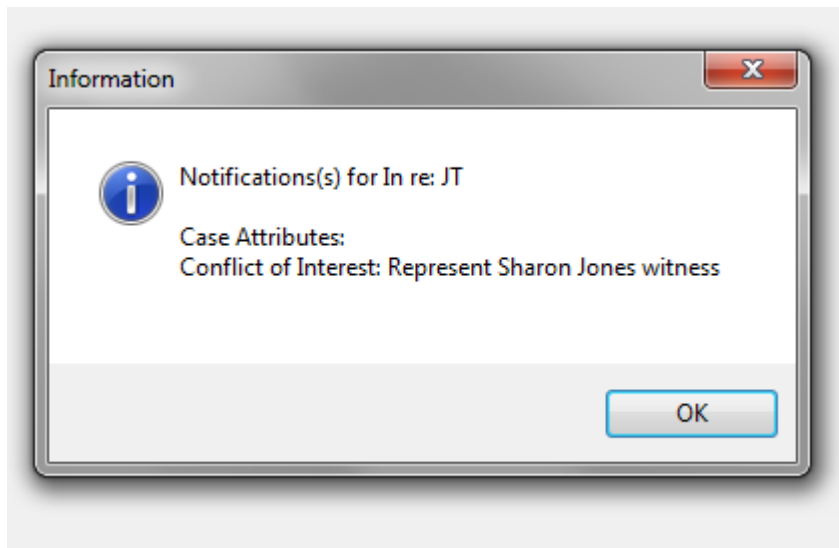 Information
Notifications(s) for In re: JT
Case Attributes:
Conflict of Interest: Represent Sharon Jones witness
OK